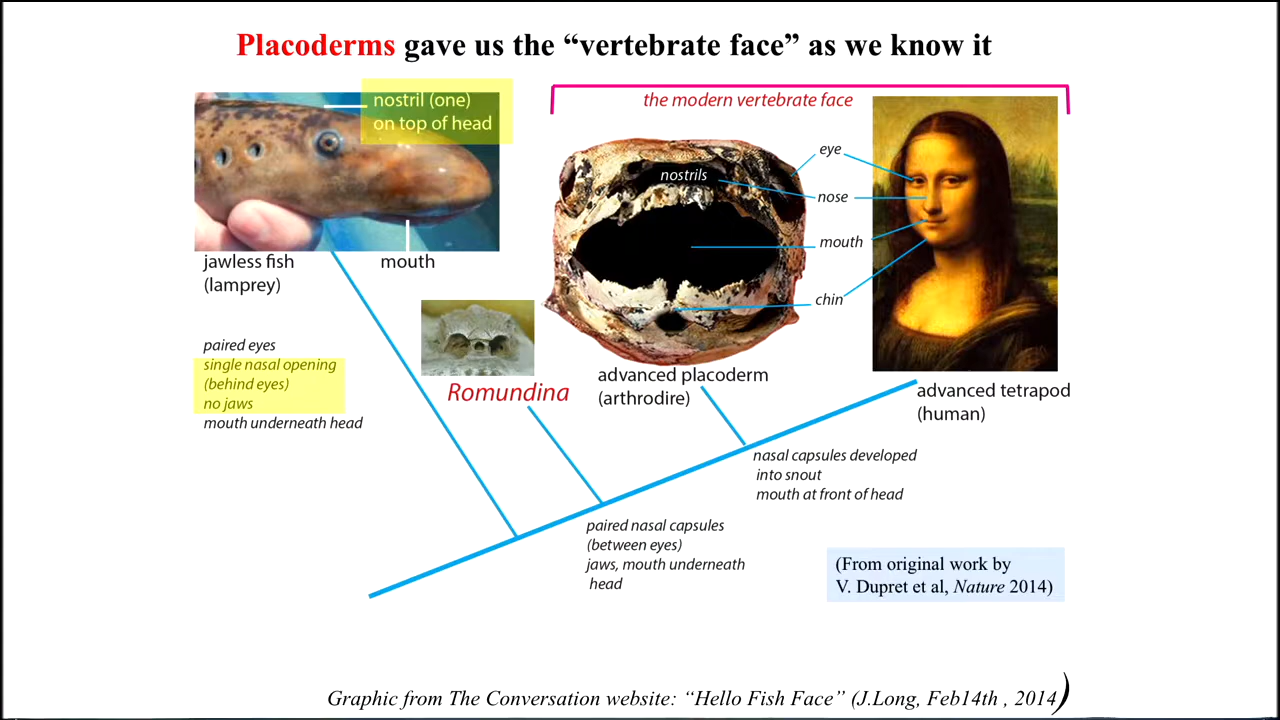 Placoderms gave us the “vertebrate face” as we know it
nostril (one)
on top of head
the modern vertebrate face
nostrils
eye
nose
mouth
chin
jawless fish
(lamprey)
mouth
paired eyes
single nasal opening
(behind eyes)
no jaws
mouth underneath head
Romundina
advanced placoderm
(arthrodire)
advanced tetrapod
(human)
nasal capsules developed
into snout
mouth at front of head
paired nasal capsules
(between eyes)
jaws, mouth underneath
head
(From original work by
V. Dupret et al, Nature 2014)
Graphic from The Conversation website: “Hello Fish Face” (J.Long, Feb14th , 2014)